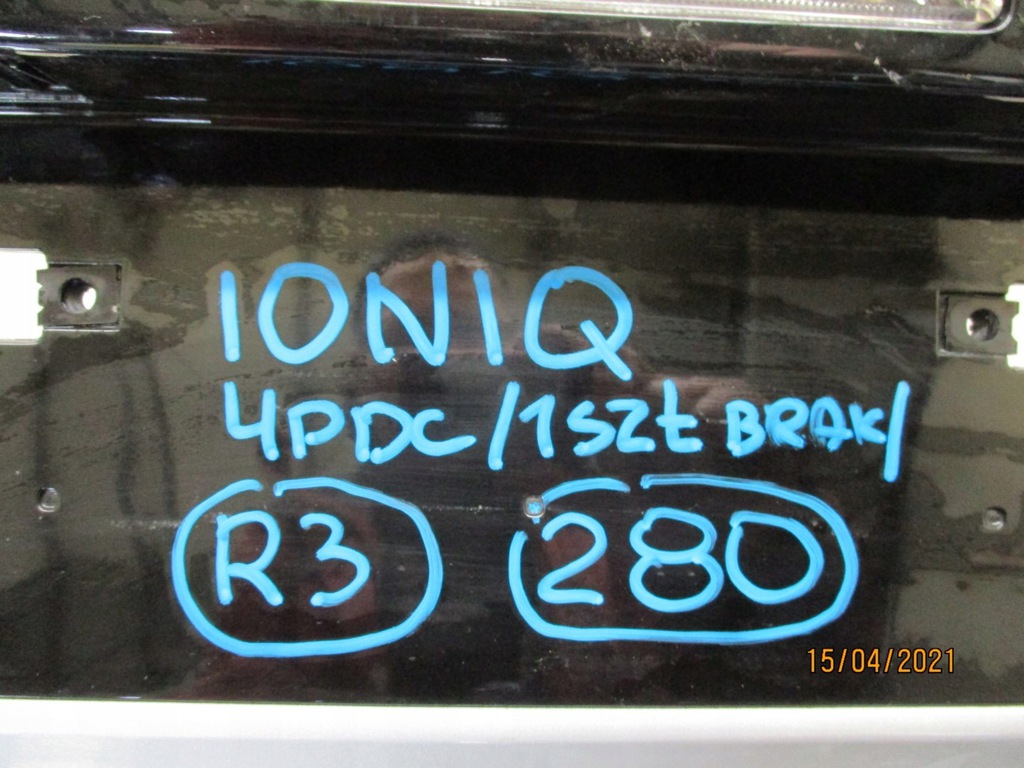 IONIQ
4PDC/1SZt BRAK/
R3 280
15/04/2021